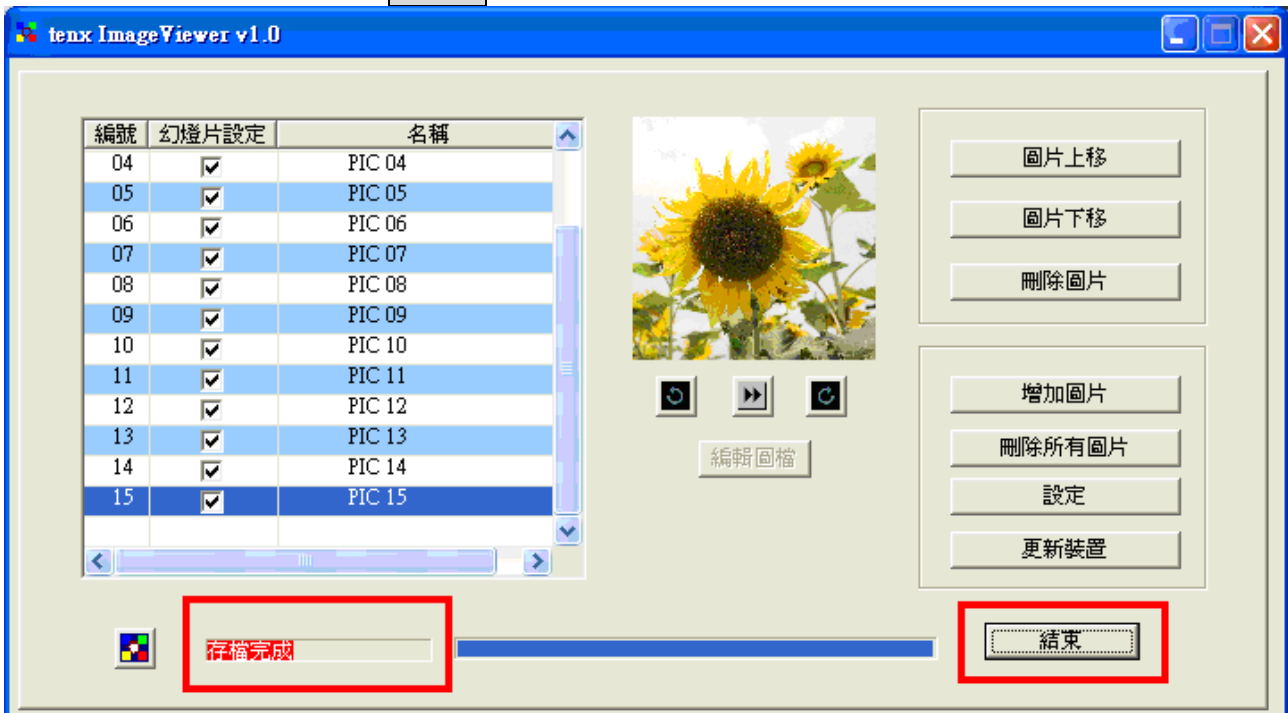 tenx ImageViewer v1.0
編號 幻燈片設定 名稱
04 PIC 04
05 PIC 05
06 PIC 06
07 PIC 07
08 PIC 08
09 PIC 09
10 PIC 10
11 PIC 11
12 PIC 12
13 PIC 13
14 PIC 14
15 PIC 15
編輯圖檔
圖片上移
圖片下移
刪除圖片
增加圖片
刪除所有圖片
設定
更新裝置
存檔完成
結束